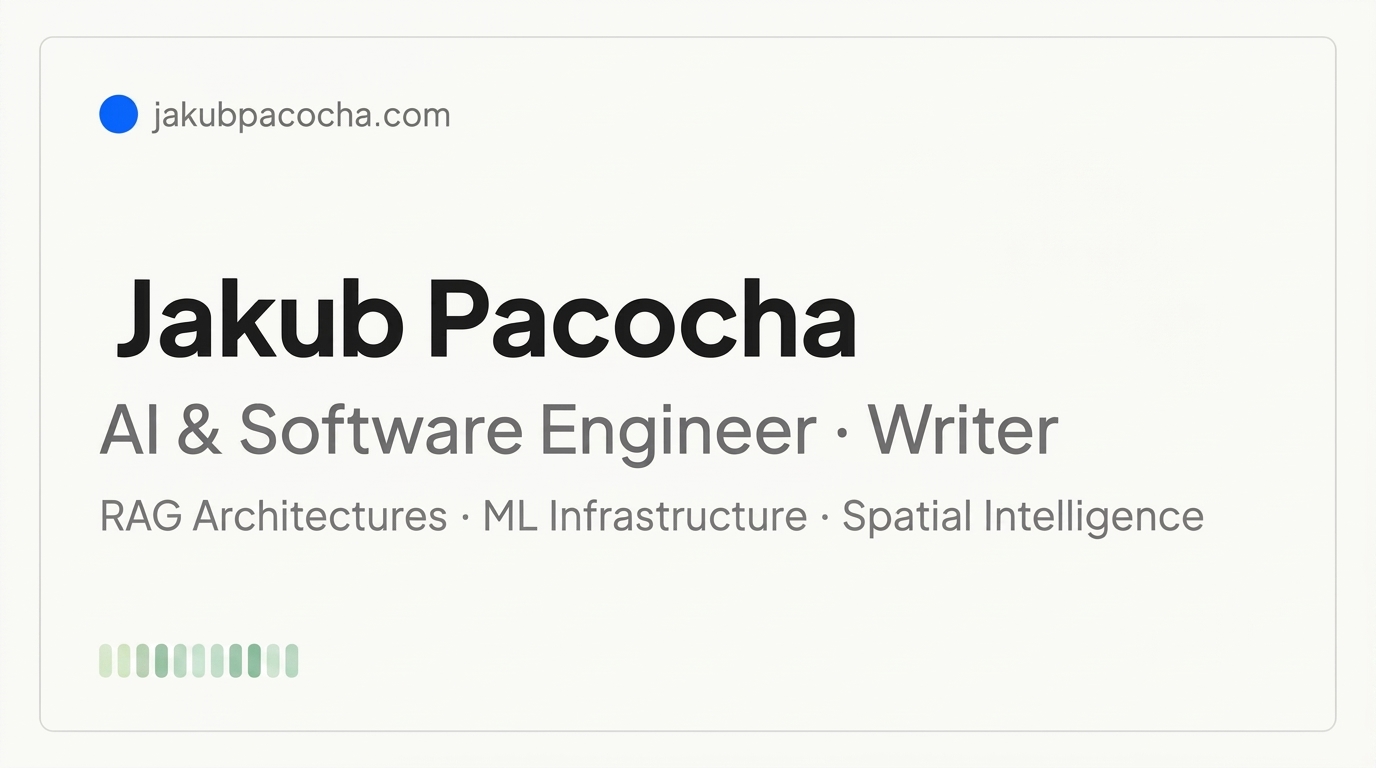 jakubpacocha.com
Jakub Pacocha
AI & Software Engineer · Writer
RAG Architectures · ML Infrastructure · Spatial Intelligence